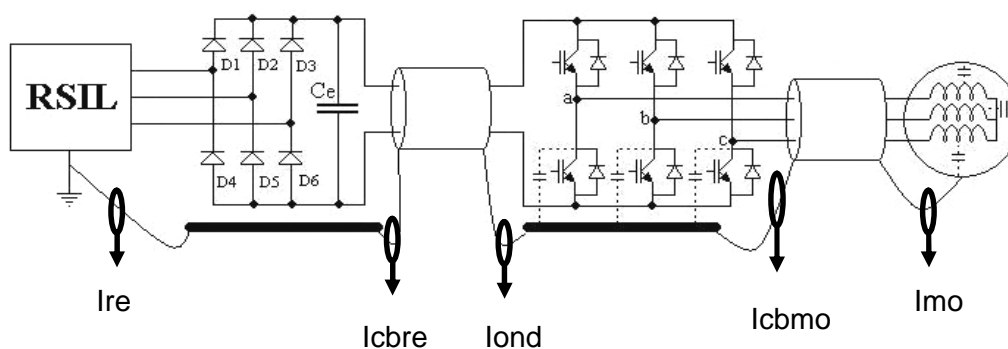 RSIL
D1
D2
D3
Ce
D4
D5
D6
a
b
c
Ire
Icbre
Iond
Icbmo
Imo